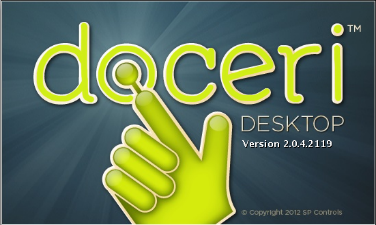 doceri™
DESKTOP
Version 2.0.4.2119
© Copyright 2012 SP Controls